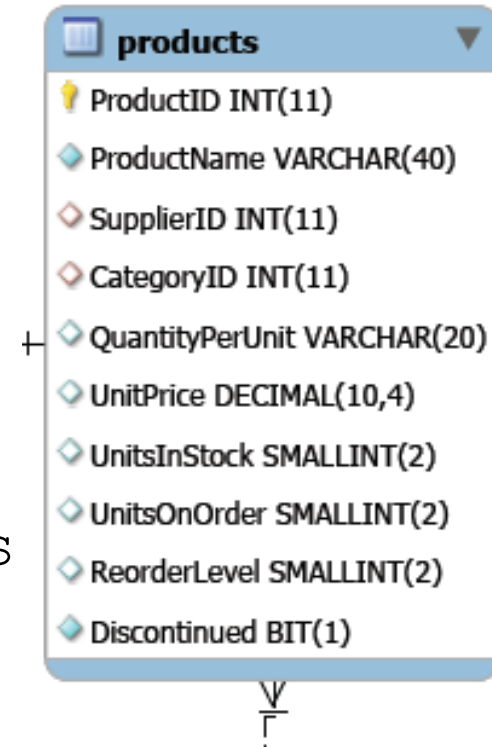 products
ProductID INT(11)
ProductName VARCHAR(40)
SupplierID INT(11)
CategoryID INT(11)
QuantityPerUnit VARCHAR(20)
UnitPrice DECIMAL(10,4)
UnitsInStock SMALLINT(2)
UnitsOnOrder SMALLINT(2)
s
ReorderLevel SMALLINT(2)
Discontinued BIT(1)